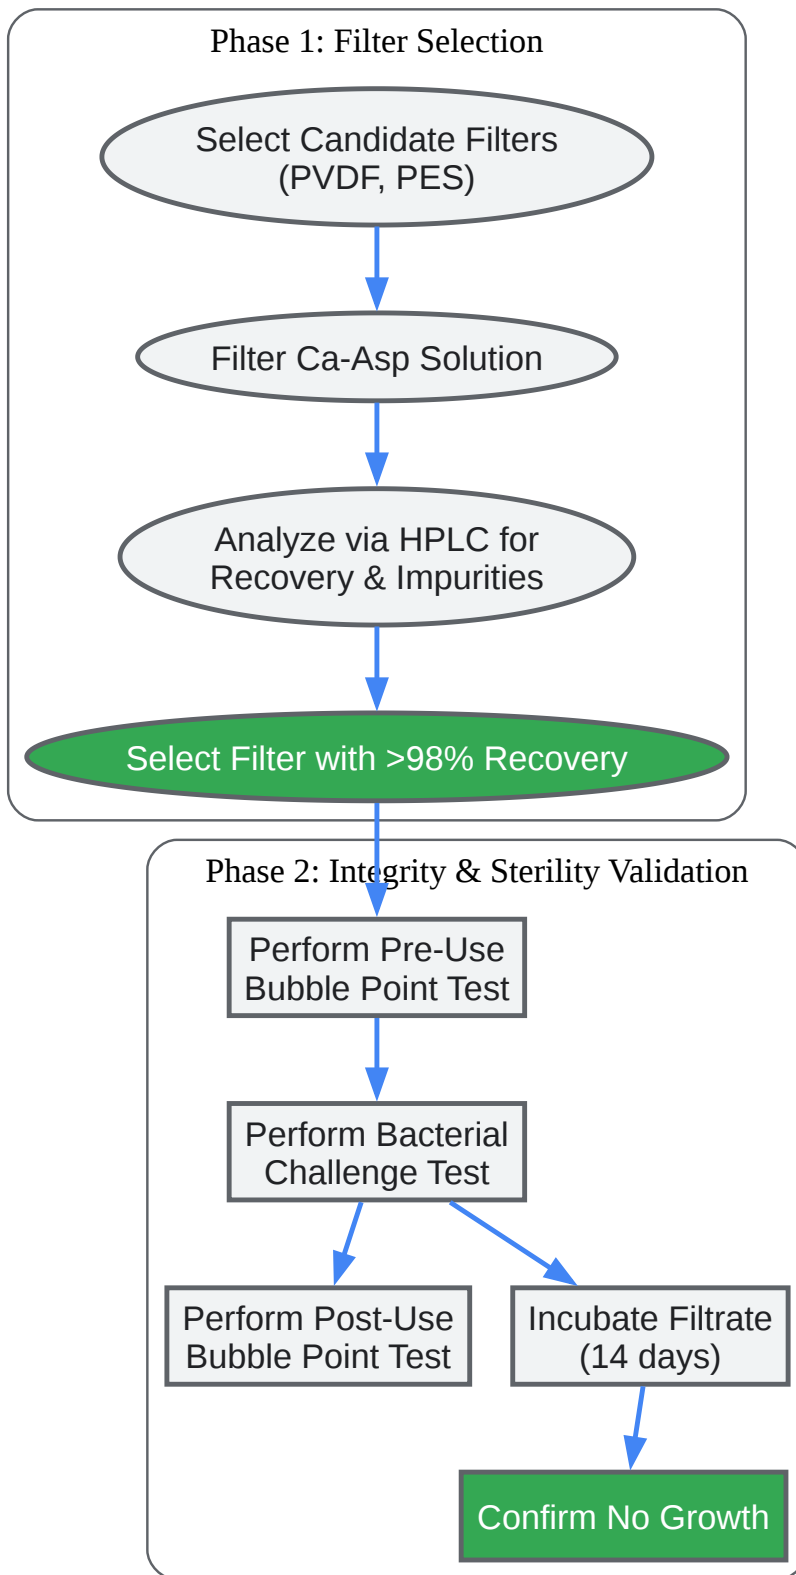 Phase 1: Filter Selection
Select Candidate Filters
(PVDF, PES)
Filter Ca-Asp Solution
Analyze via HPLC for
Recovery & Impurities
Select Filter with >98% Recovery
Phase 2: Integrity & Sterility Validation
Perform Pre-Use
Bubble Point Test
Perform Bacterial
Challenge Test
Perform Post-Use
Bubble Point Test
Incubate Filtrate
(14 days)
Confirm No Growth